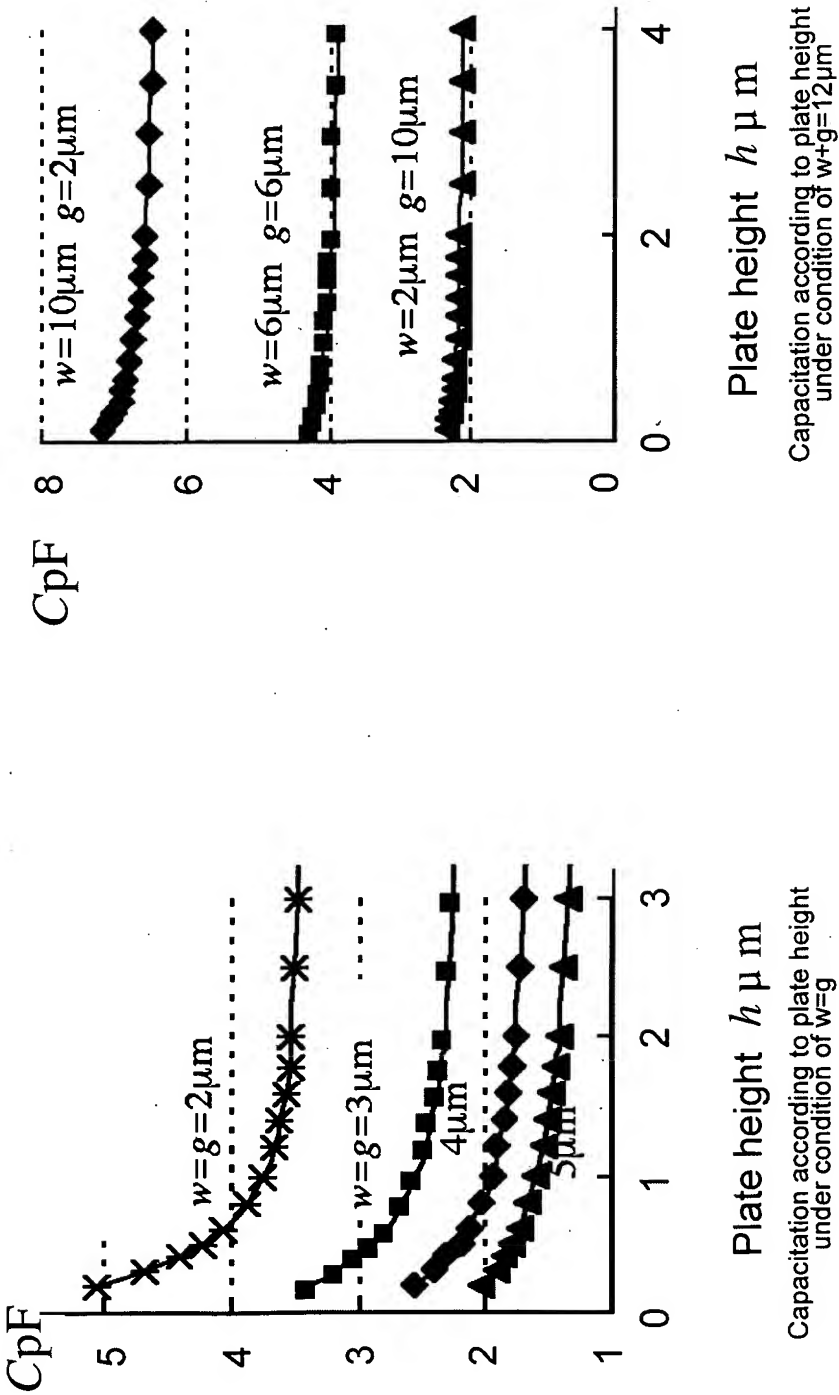 CpF
5
4
3
2
1
w=g=2μm
w=g=3μm
4μm
5μm
0
1
2
3
Plate height h μ m
Capacitation according to plate height
under condition of w=g
CpF
8
6
4
2
0
w=10μm g=2μm
w=6μm g=6μm
w=2μm g=10μm
0
2
4
Plate height h μ m
Capacitation according to plate height
under condition of w+g=12μm